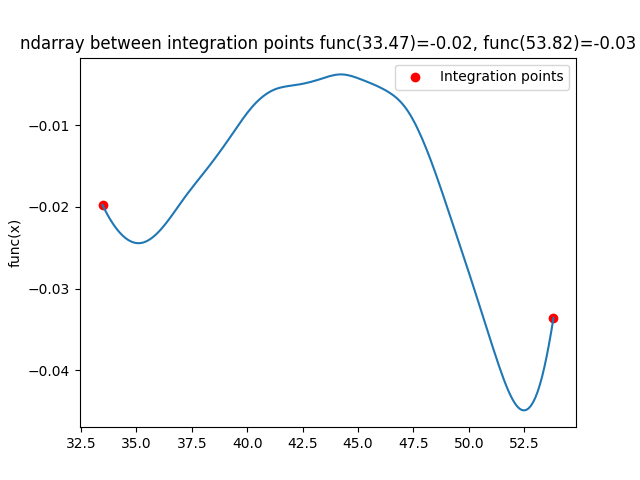 ndarray between integration points func(33.47)=-0.02, func(53.82)=-0.03
Integration points
func(x)
−0.01
−0.02
−0.03
−0.04
32.5 35.0 37.5 40.0 42.5 45.0 47.5 50.0 52.5